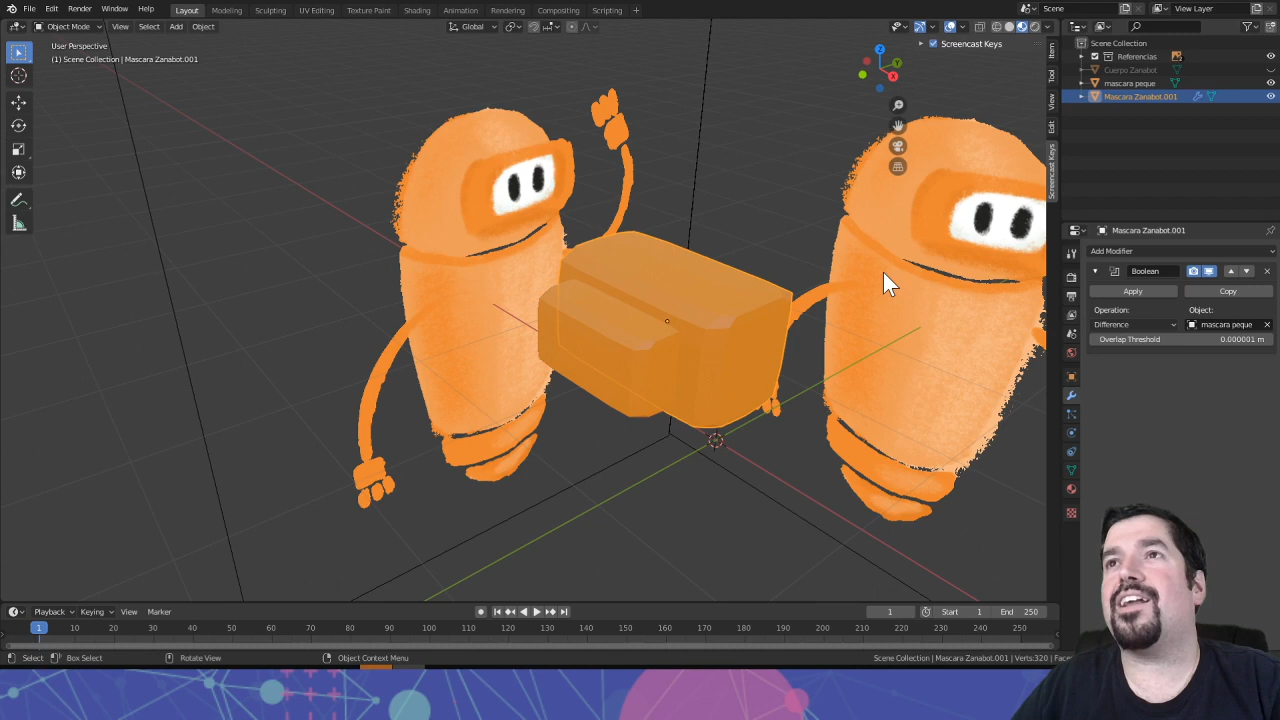 File Edit Render Window Help Layout Modeling Sculpting UV Editing Texture Paint Shading Animation Rendering Compositing Scripting + Scene View Layer
Object Mode View Select Add Object Global
User Perspective
(1) Scene Collection | Mascara Zanabot.001
Screencast Keys
Z
Y
X
Item
Tool
View
Edit
Screencast Keys
Scene Collection
Referencias
Cuerpo Zanabot
mascara peque
Mascara Zanabot.001
Mascara Zanabot.001
Add Modifier
Boolean
Apply Copy
Operation: Object:
Difference mascara peque
Overlap Threshold 0.000001 m
Playback Keying View Marker 1 Start 1 End 250
1 10 20 30 40 50 60 70 80 90 100 110 120 130 140 150 160 170 180 190 200 210 220 230 240 250
Select Box Select Rotate View Object Context Menu Scene Collection | Mascara Zanabot.001 | Verts:320 | Face